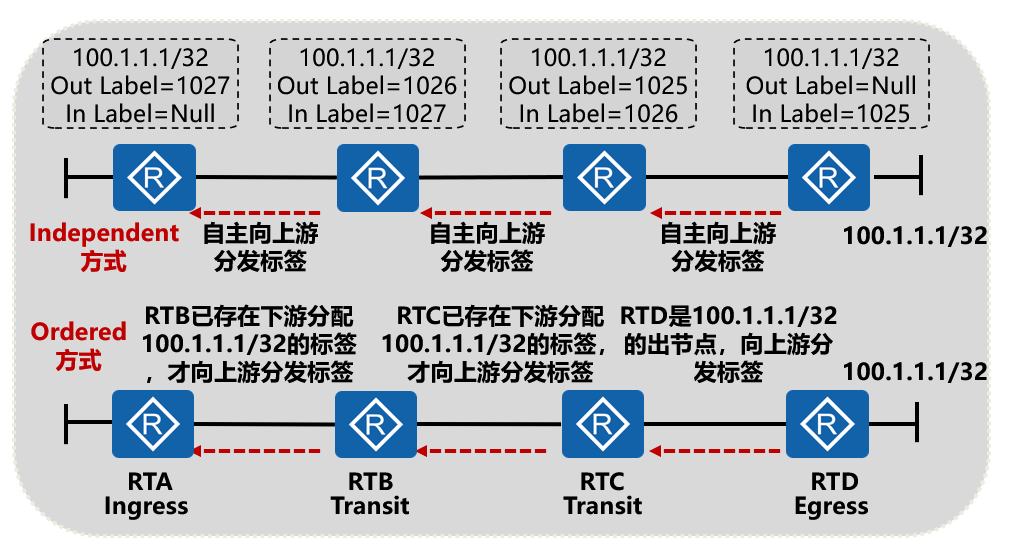 100.1.1.1/32
Out Label=1027
In Label=Null
100.1.1.1/32
Out Label=1026
In Label=1027
100.1.1.1/32
Out Label=1025
In Label=1026
100.1.1.1/32
Out Label=Null
In Label=1025
R
R
R
R
Independent
方式
自主向上游
分发标签
自主向上游
分发标签
自主向上游
分发标签
100.1.1.1/32
Ordered
方式
RTB已存在下游分配
100.1.1.1/32的标签
，才向上游分发标签
RTC已存在下游分配
100.1.1.1/32的标签，
才向上游分发标签
RTD是100.1.1.1/32
的出节点，向上游分
发标签
100.1.1.1/32
R
R
R
R
RTA
Ingress
RTB
Transit
RTC
Transit
RTD
Egress